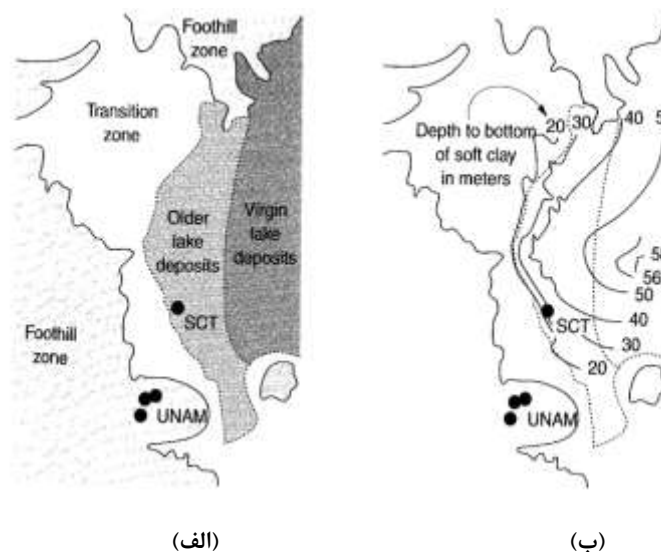 Foothill
zone
Transition
zone
Older
lake
deposits
Virgin
lake
deposits
SCT
Foothill
zone
UNAM
(الف)
20
30
40
Depth to bottom
of soft clay
in meters
56
50
SCT
40
30
20
UNAM
(ب)